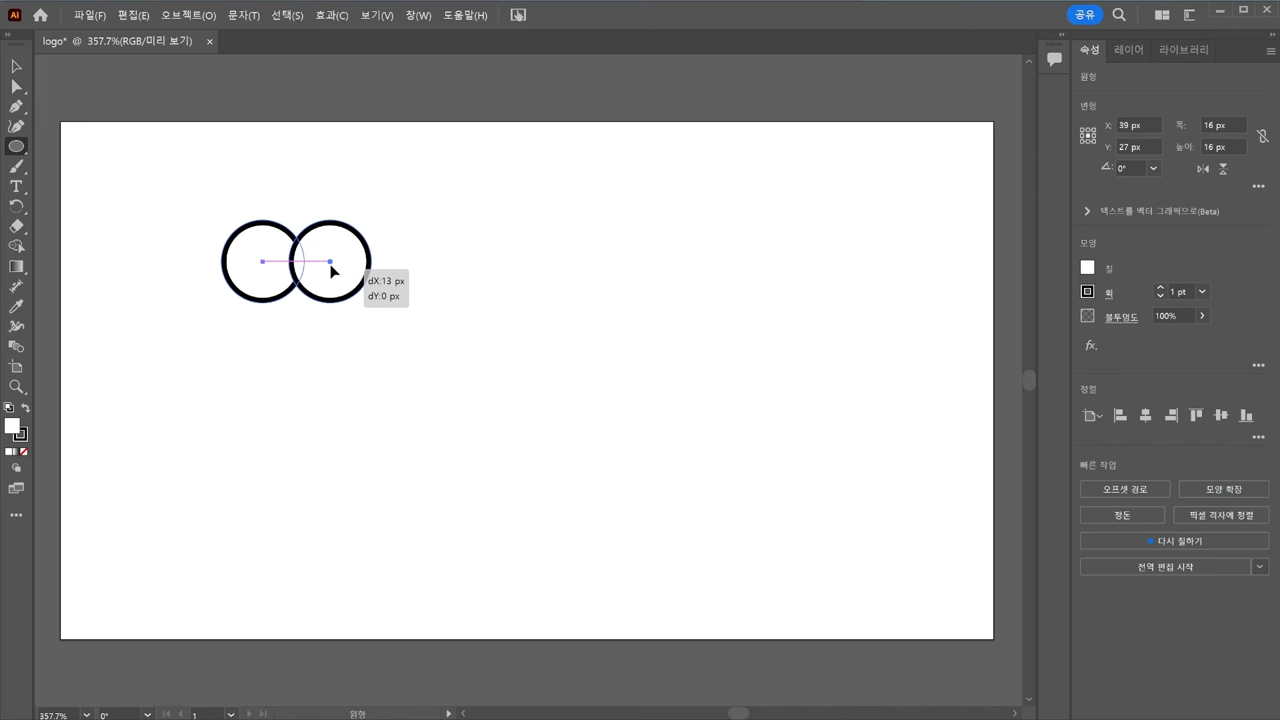 Ai 파일(F) 편집(E) 오브젝트(O) 문자(T) 선택(S) 효과(C) 보기(V) 창(W) 도움말(H) 공유
logo* @ 357.7%(RGB/미리 보기) ×
속성 레이어 라이브러리
원형
변형
X: 39 px 폭: 16 px
Y: 27 px 높이: 16 px
0°
텍스트를 벡터 그래픽으로(Beta)
모양
칠
획 1 pt
불투명도 100%
fx.
dX:13 px
dY:0 px
정렬
빠른 작업
오프셋 경로 모양 확장
정돈 픽셀 격자에 정렬
다시 칠하기
전역 편집 시작
357.7% 0° 1 원형